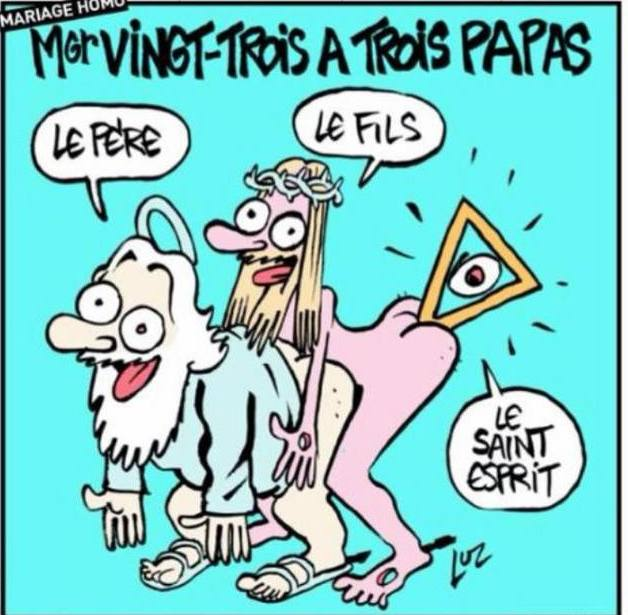 MARIAGE HOMO
Mgr VINGT-TROIS A TROIS PAPAS
LE PÈRE
LE FILS
LE
SAINT
ESPRIT
LUZ